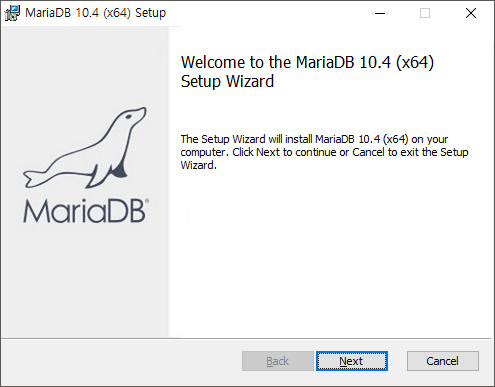 MariaDB 10.4 (x64) Setup
Welcome to the MariaDB 10.4 (x64)
Setup Wizard
The Setup Wizard will install MariaDB 10.4 (x64) on your
computer. Click Next to continue or Cancel to exit the Setup
Wizard.
MariaDB®
Back
Next
Cancel